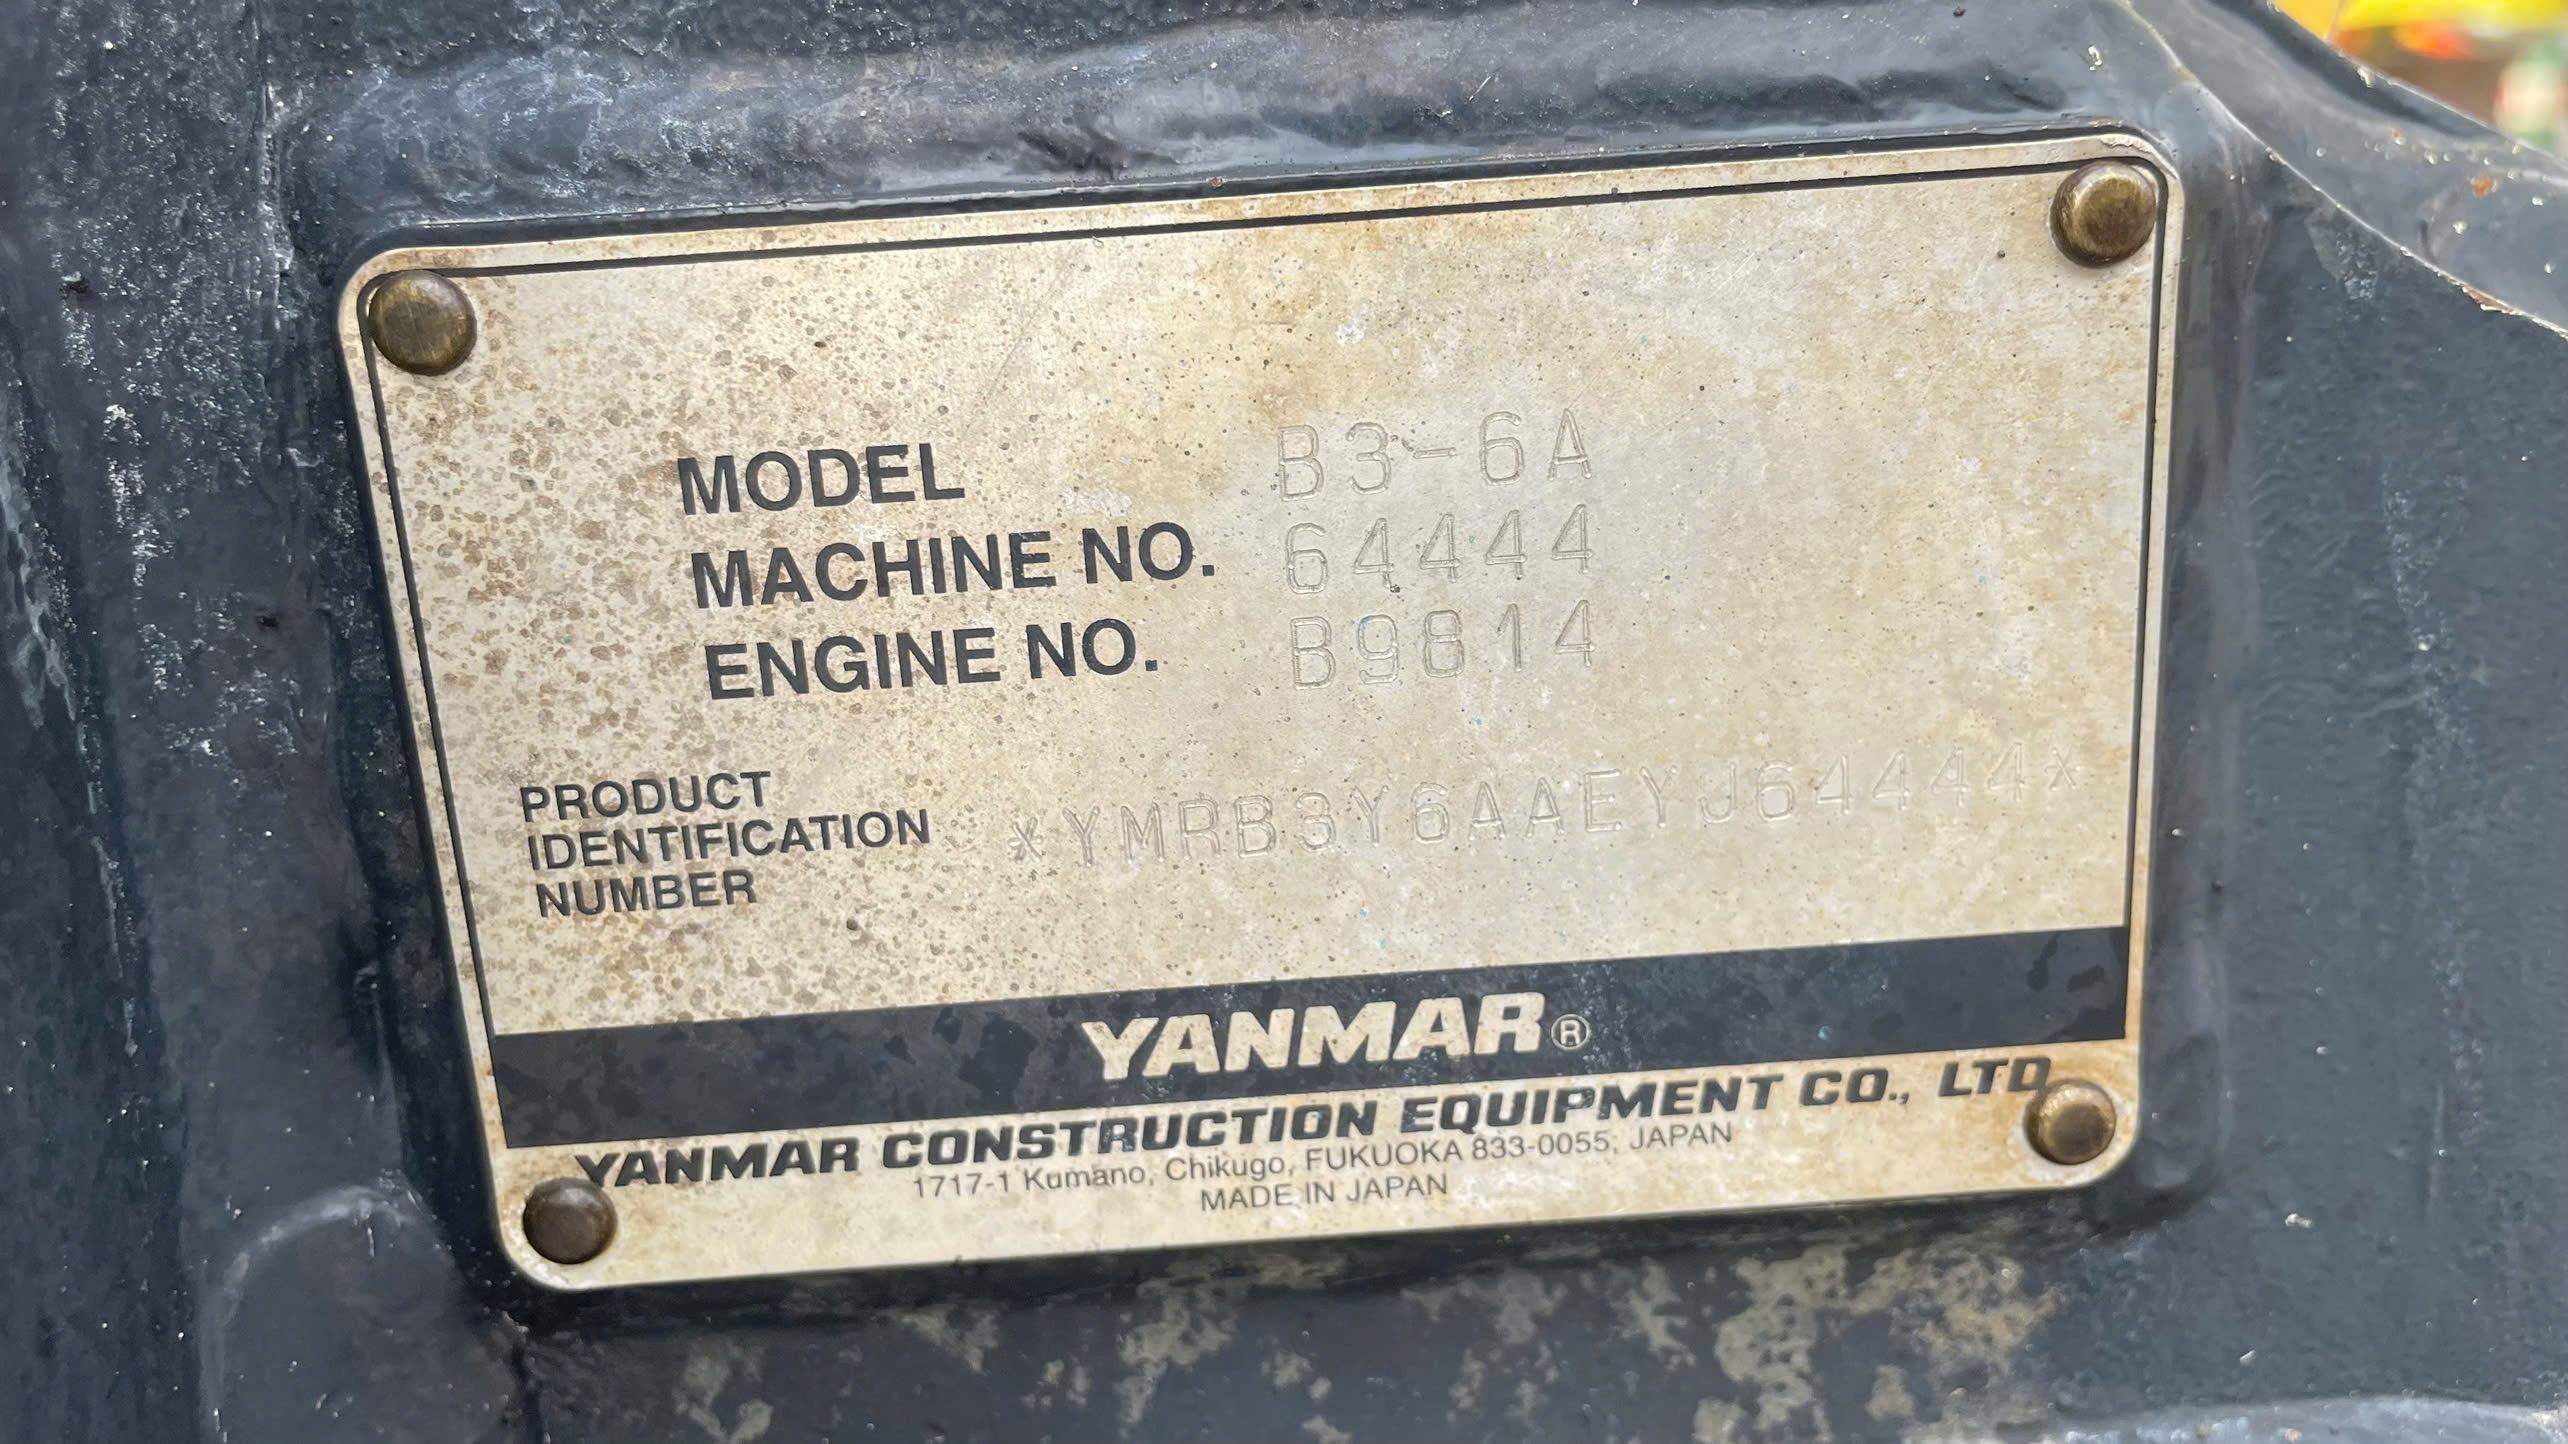 MODEL B3-6A
MACHINE NO. 64444
ENGINE NO. B9814
PRODUCT
IDENTIFICATION
NUMBER
*YMRB3Y6AAEYJ64444*
YANMAR®
YANMAR CONSTRUCTION EQUIPMENT CO., LTD
1717-1 Kumano, Chikugo, FUKUOKA 833-0055, JAPAN
MADE IN JAPAN